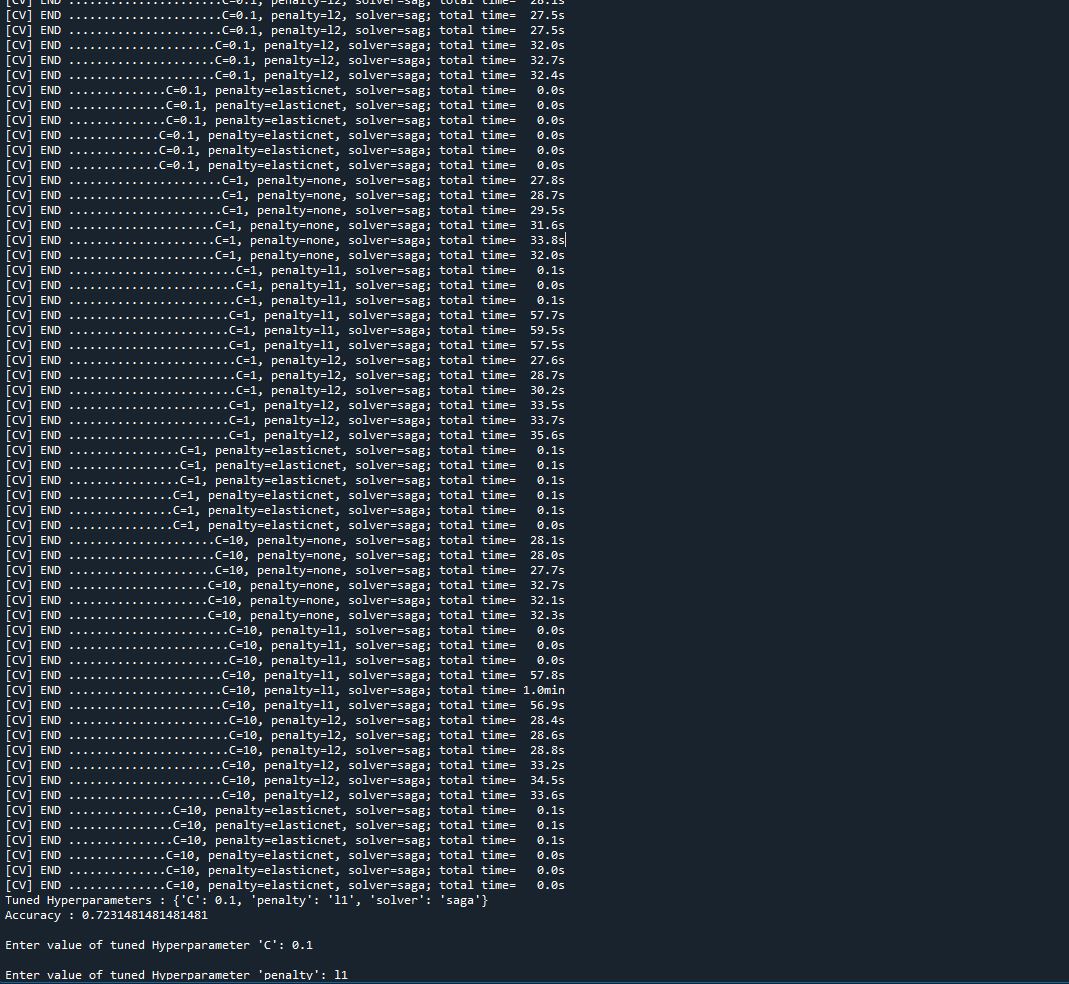 [CV] END ......................C=0.1, penalty=l2, solver=sag; total time=  28.1s
[CV] END ......................C=0.1, penalty=l2, solver=sag; total time=  27.5s
[CV] END ......................C=0.1, penalty=l2, solver=sag; total time=  27.5s
[CV] END .....................C=0.1, penalty=l2, solver=saga; total time=  32.0s
[CV] END .....................C=0.1, penalty=l2, solver=saga; total time=  32.7s
[CV] END .....................C=0.1, penalty=l2, solver=saga; total time=  32.4s
[CV] END ..............C=0.1, penalty=elasticnet, solver=sag; total time=   0.0s
[CV] END ..............C=0.1, penalty=elasticnet, solver=sag; total time=   0.0s
[CV] END ..............C=0.1, penalty=elasticnet, solver=sag; total time=   0.0s
[CV] END .............C=0.1, penalty=elasticnet, solver=saga; total time=   0.0s
[CV] END .............C=0.1, penalty=elasticnet, solver=saga; total time=   0.0s
[CV] END .............C=0.1, penalty=elasticnet, solver=saga; total time=   0.0s
[CV] END ......................C=1, penalty=none, solver=sag; total time=  27.8s
[CV] END ......................C=1, penalty=none, solver=sag; total time=  28.7s
[CV] END ......................C=1, penalty=none, solver=sag; total time=  29.5s
[CV] END .....................C=1, penalty=none, solver=saga; total time=  31.6s
[CV] END .....................C=1, penalty=none, solver=saga; total time=  33.8s
[CV] END .....................C=1, penalty=none, solver=saga; total time=  32.0s
[CV] END ........................C=1, penalty=l1, solver=sag; total time=   0.1s
[CV] END ........................C=1, penalty=l1, solver=sag; total time=   0.0s
[CV] END ........................C=1, penalty=l1, solver=sag; total time=   0.1s
[CV] END .......................C=1, penalty=l1, solver=saga; total time=  57.7s
[CV] END .......................C=1, penalty=l1, solver=saga; total time=  59.5s
[CV] END .......................C=1, penalty=l1, solver=saga; total time=  57.5s
[CV] END ........................C=1, penalty=l2, solver=sag; total time=  27.6s
[CV] END ........................C=1, penalty=l2, solver=sag; total time=  28.7s
[CV] END ........................C=1, penalty=l2, solver=sag; total time=  30.2s
[CV] END .......................C=1, penalty=l2, solver=saga; total time=  33.5s
[CV] END .......................C=1, penalty=l2, solver=saga; total time=  33.7s
[CV] END .......................C=1, penalty=l2, solver=saga; total time=  35.6s
[CV] END ................C=1, penalty=elasticnet, solver=sag; total time=   0.1s
[CV] END ................C=1, penalty=elasticnet, solver=sag; total time=   0.1s
[CV] END ................C=1, penalty=elasticnet, solver=sag; total time=   0.1s
[CV] END ...............C=1, penalty=elasticnet, solver=saga; total time=   0.1s
[CV] END ...............C=1, penalty=elasticnet, solver=saga; total time=   0.1s
[CV] END ...............C=1, penalty=elasticnet, solver=saga; total time=   0.0s
[CV] END .....................C=10, penalty=none, solver=sag; total time=  28.1s
[CV] END .....................C=10, penalty=none, solver=sag; total time=  28.0s
[CV] END .....................C=10, penalty=none, solver=sag; total time=  27.7s
[CV] END ....................C=10, penalty=none, solver=saga; total time=  32.7s
[CV] END ....................C=10, penalty=none, solver=saga; total time=  32.1s
[CV] END ....................C=10, penalty=none, solver=saga; total time=  32.3s
[CV] END .......................C=10, penalty=l1, solver=sag; total time=   0.0s
[CV] END .......................C=10, penalty=l1, solver=sag; total time=   0.0s
[CV] END .......................C=10, penalty=l1, solver=sag; total time=   0.0s
[CV] END ......................C=10, penalty=l1, solver=saga; total time=  57.8s
[CV] END ......................C=10, penalty=l1, solver=saga; total time= 1.0min
[CV] END ......................C=10, penalty=l1, solver=saga; total time=  56.9s
[CV] END .......................C=10, penalty=l2, solver=sag; total time=  28.4s
[CV] END .......................C=10, penalty=l2, solver=sag; total time=  28.6s
[CV] END .......................C=10, penalty=l2, solver=sag; total time=  28.8s
[CV] END ......................C=10, penalty=l2, solver=saga; total time=  33.2s
[CV] END ......................C=10, penalty=l2, solver=saga; total time=  34.5s
[CV] END ......................C=10, penalty=l2, solver=saga; total time=  33.6s
[CV] END ...............C=10, penalty=elasticnet, solver=sag; total time=   0.1s
[CV] END ...............C=10, penalty=elasticnet, solver=sag; total time=   0.1s
[CV] END ...............C=10, penalty=elasticnet, solver=sag; total time=   0.1s
[CV] END ..............C=10, penalty=elasticnet, solver=saga; total time=   0.0s
[CV] END ..............C=10, penalty=elasticnet, solver=saga; total time=   0.0s
[CV] END ..............C=10, penalty=elasticnet, solver=saga; total time=   0.0s
Tuned Hyperparameters : {'C': 0.1, 'penalty': 'l1', 'solver': 'saga'}
Accuracy : 0.7231481481481481
Enter value of tuned Hyperparameter 'C': 0.1
Enter value of tuned Hyperparameter 'penalty': l1